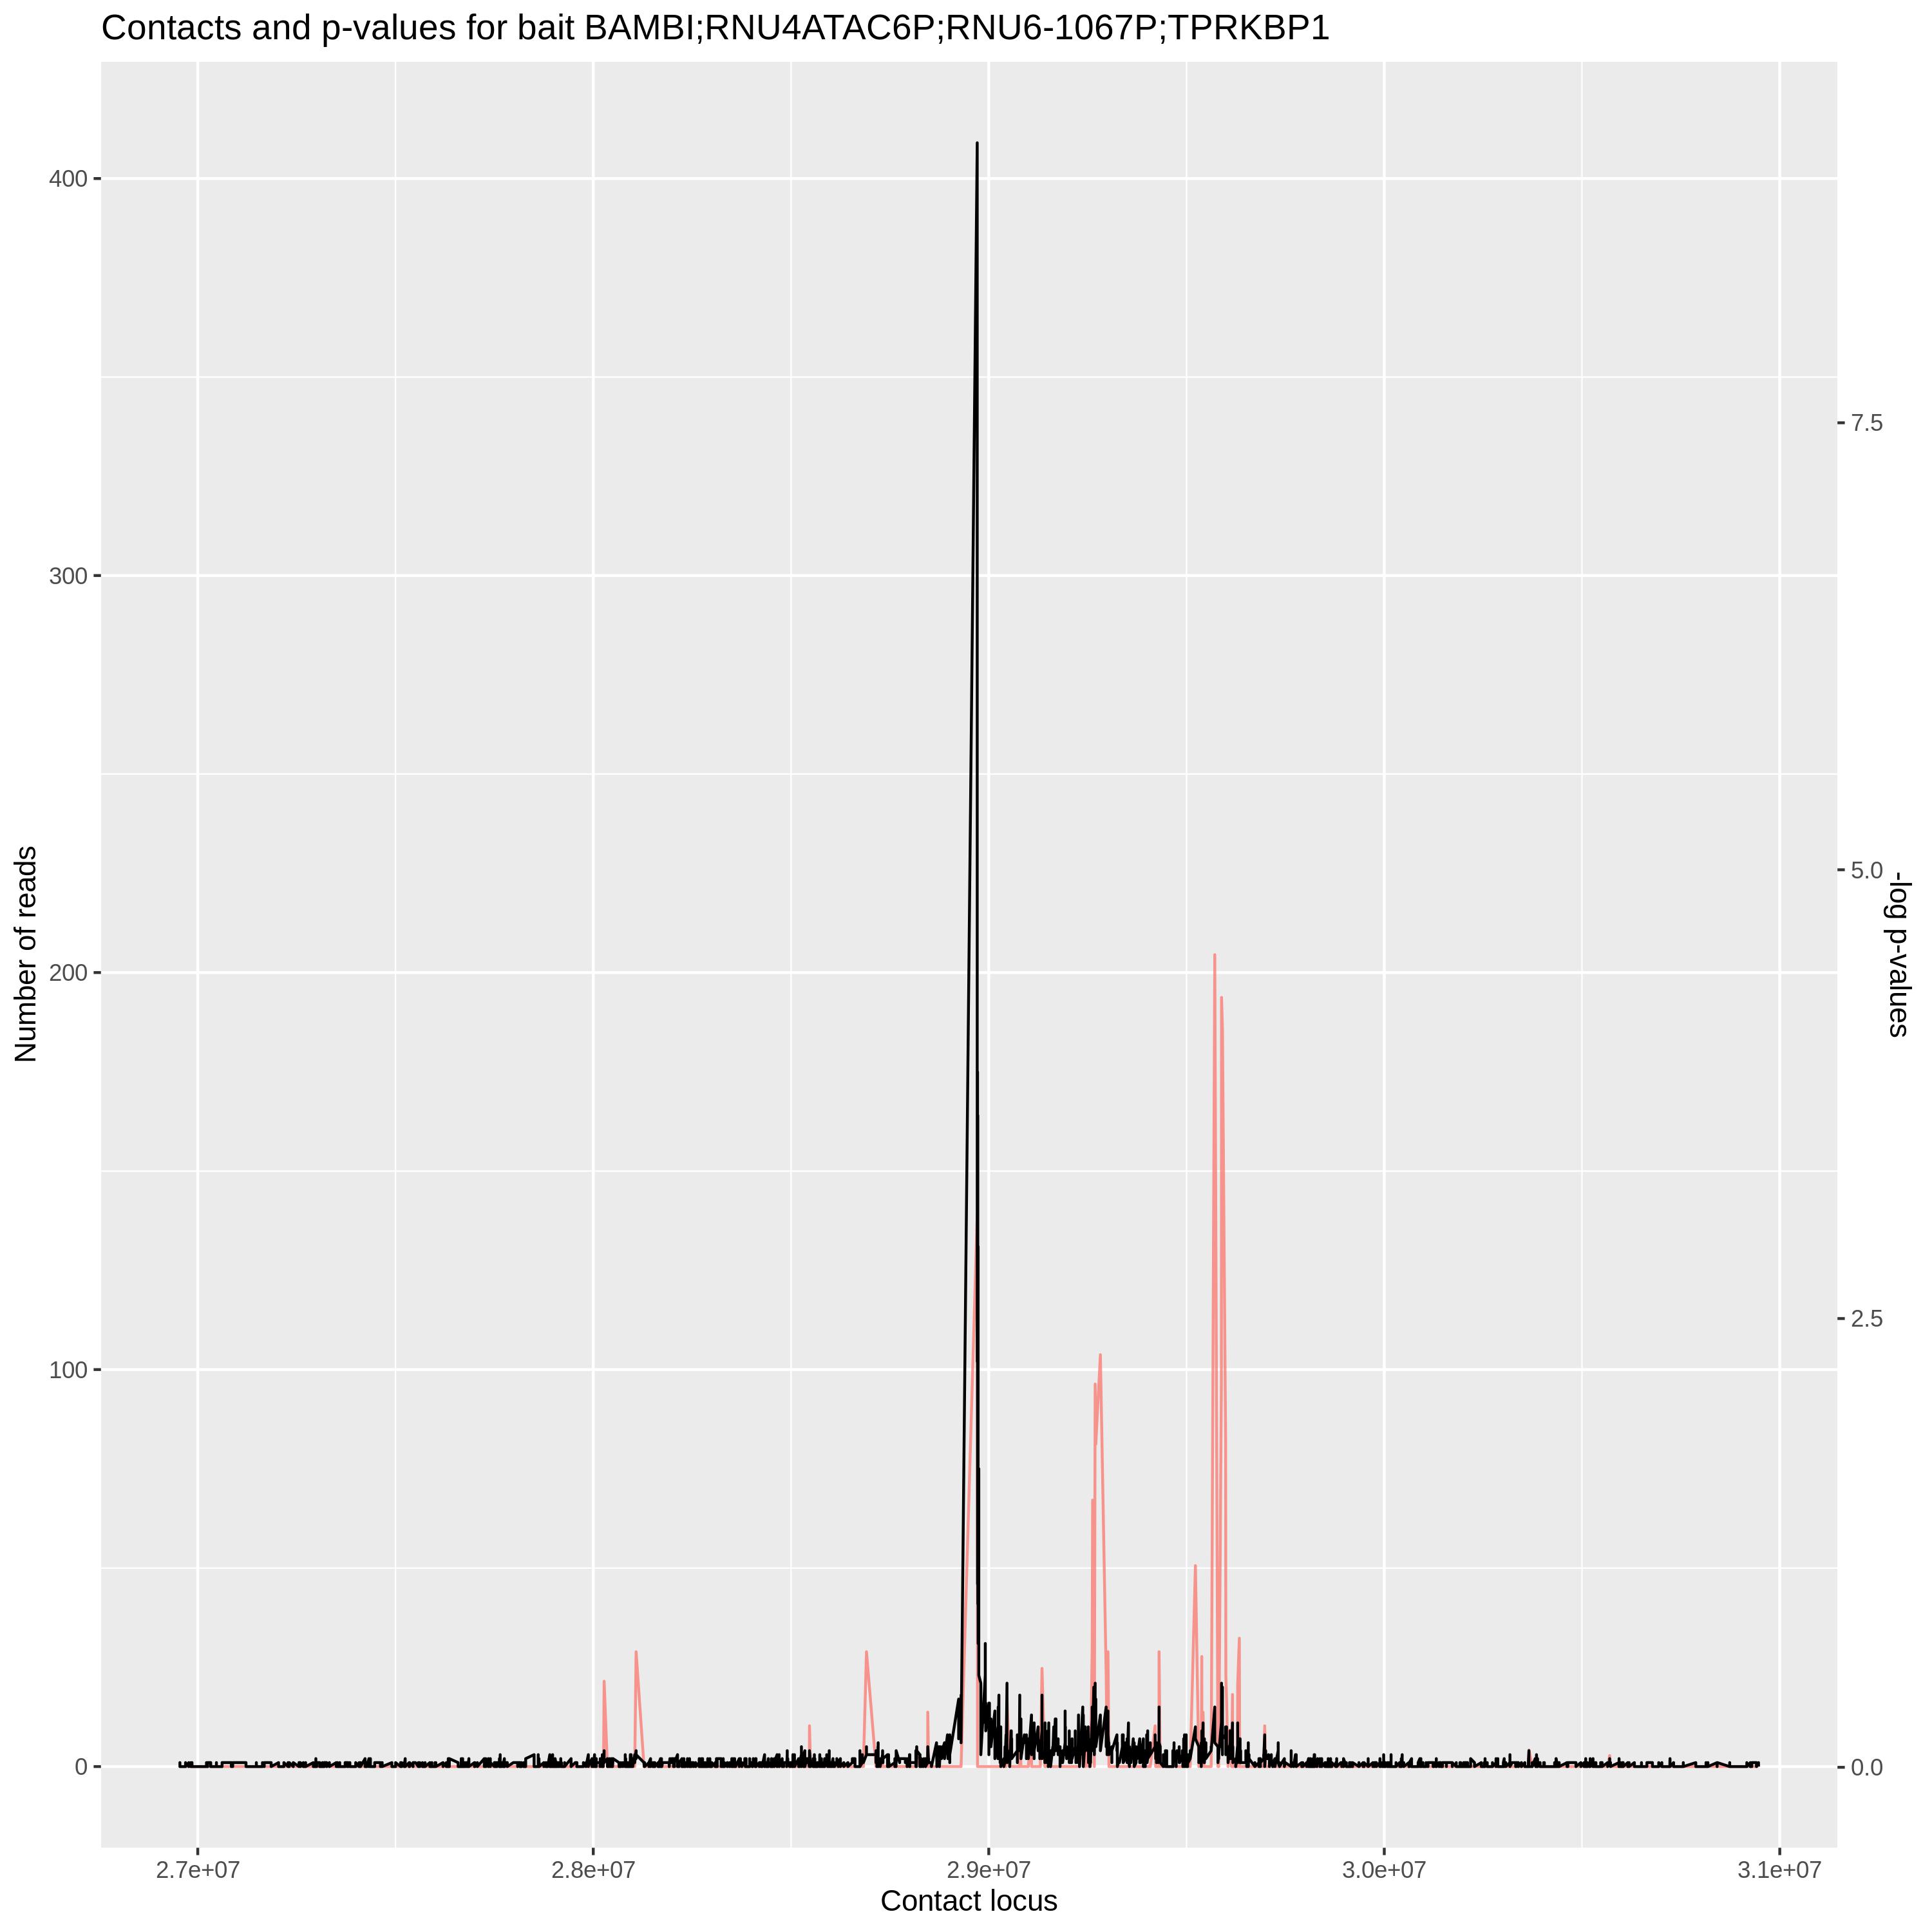 Contacts and p-values for bait BAMBI;RNU4ATAC6P;RNU6-1067P;TPRKBP1
400
300
200
100
0
Number of reads
7.5
5.0
2.5
0.0
-log p-values
2.7e+07 2.8e+07 2.9e+07 3.0e+07 3.1e+07
Contact locus